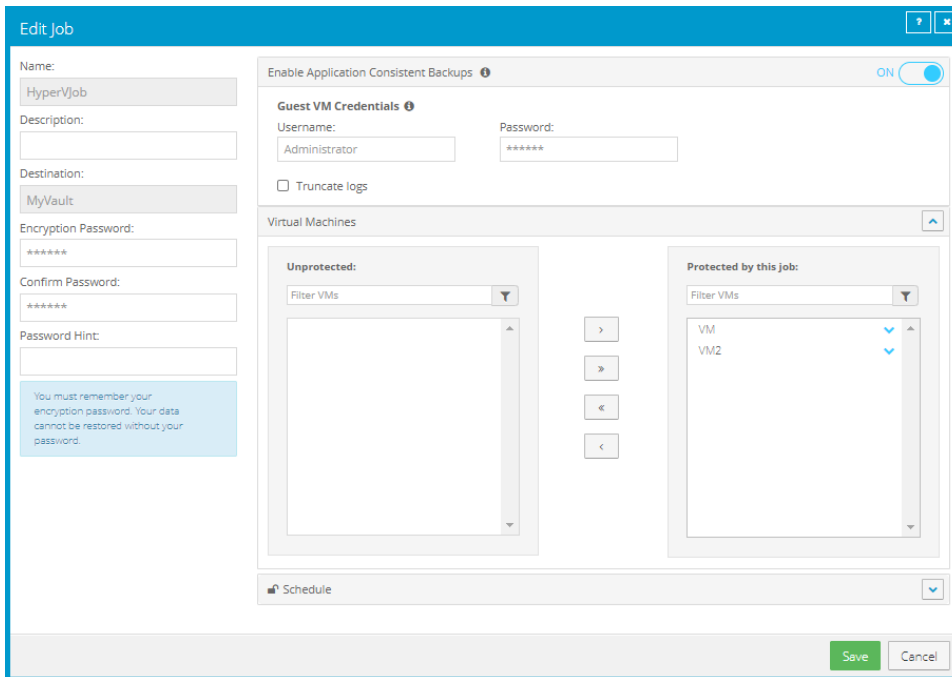 Edit Job
?
Name:
HyperVJob
Description:
Destination:
MyVault
Encryption Password:
******
Confirm Password:
******
Password Hint:
You must remember your
encryption password. Your data
cannot be restored without your
password.
Enable Application Consistent Backups
ON
Guest VM Credentials
Username:
Password:
Administrator
******
Truncate logs
Virtual Machines
Unprotected:
Filter VMs
>
»
«
<
Protected by this job:
Filter VMs
VM
VM2
Schedule
Save
Cancel